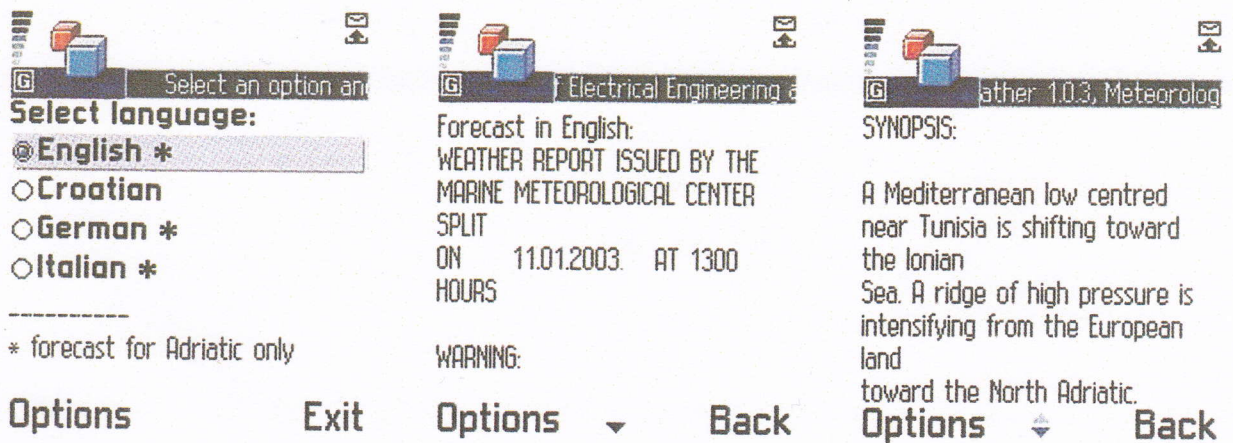 G
Select an option an
Select language:
English *
Croatian
German *
Italian *
----------
* forecast for Adriatic only
Options Exit
G
f Electrical Engineering a
Forecast in English:
WEATHER REPORT ISSUED BY THE
MARINE METEOROLOGICAL CENTER
SPLIT
ON 11.01.2003. AT 1300
HOURS
WARNING:
Options Back
G
ather 1.0.3, Meteorolog
SYNOPSIS:
A Mediterranean low centred
near Tunisia is shifting toward
the Ionian
Sea. A ridge of high pressure is
intensifying from the European
land
toward the North Adriatic.
Options Back